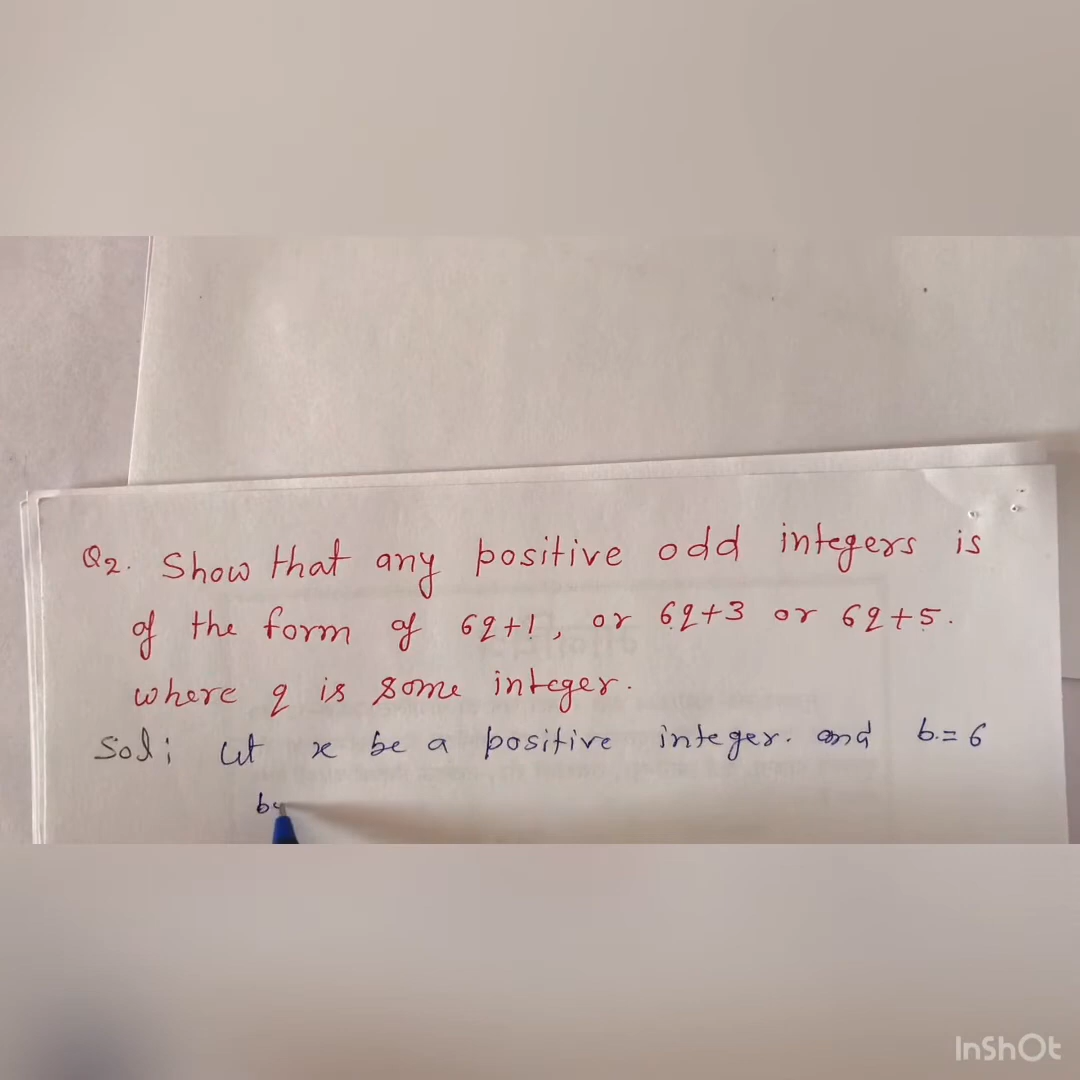 Q2. Show that any positive odd integers is
of the form of 6q+1, or 6q+3 or 6q+5.
where q is some integer.
Sol; Let x be a positive integer. and b.=6
by
InShOt